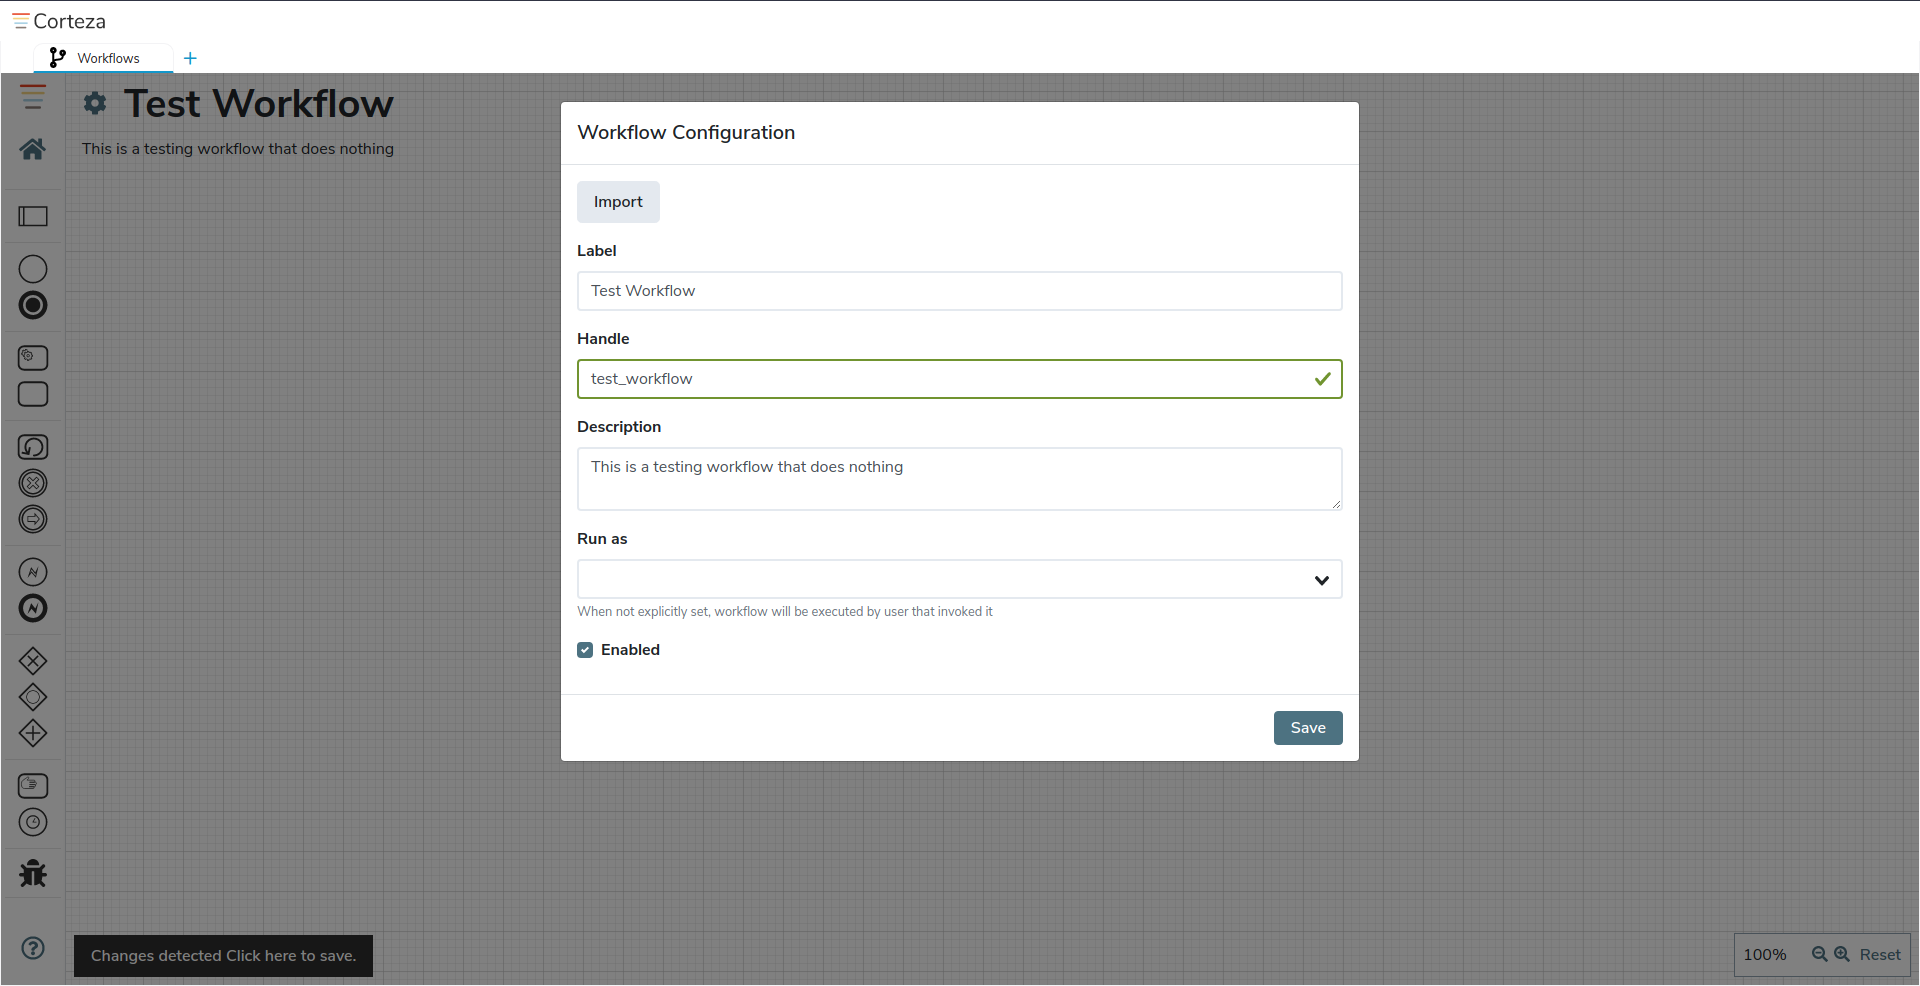 Corteza
Workflows
Test Workflow
This is a testing workflow that does nothing
Workflow Configuration
Import
Label
Test Workflow
Handle
test_workflow
Description
This is a testing workflow that does nothing
Run as
When not explicitly set, workflow will be executed by user that invoked it
Enabled
Save
Changes detected Click here to save.
100%
Reset